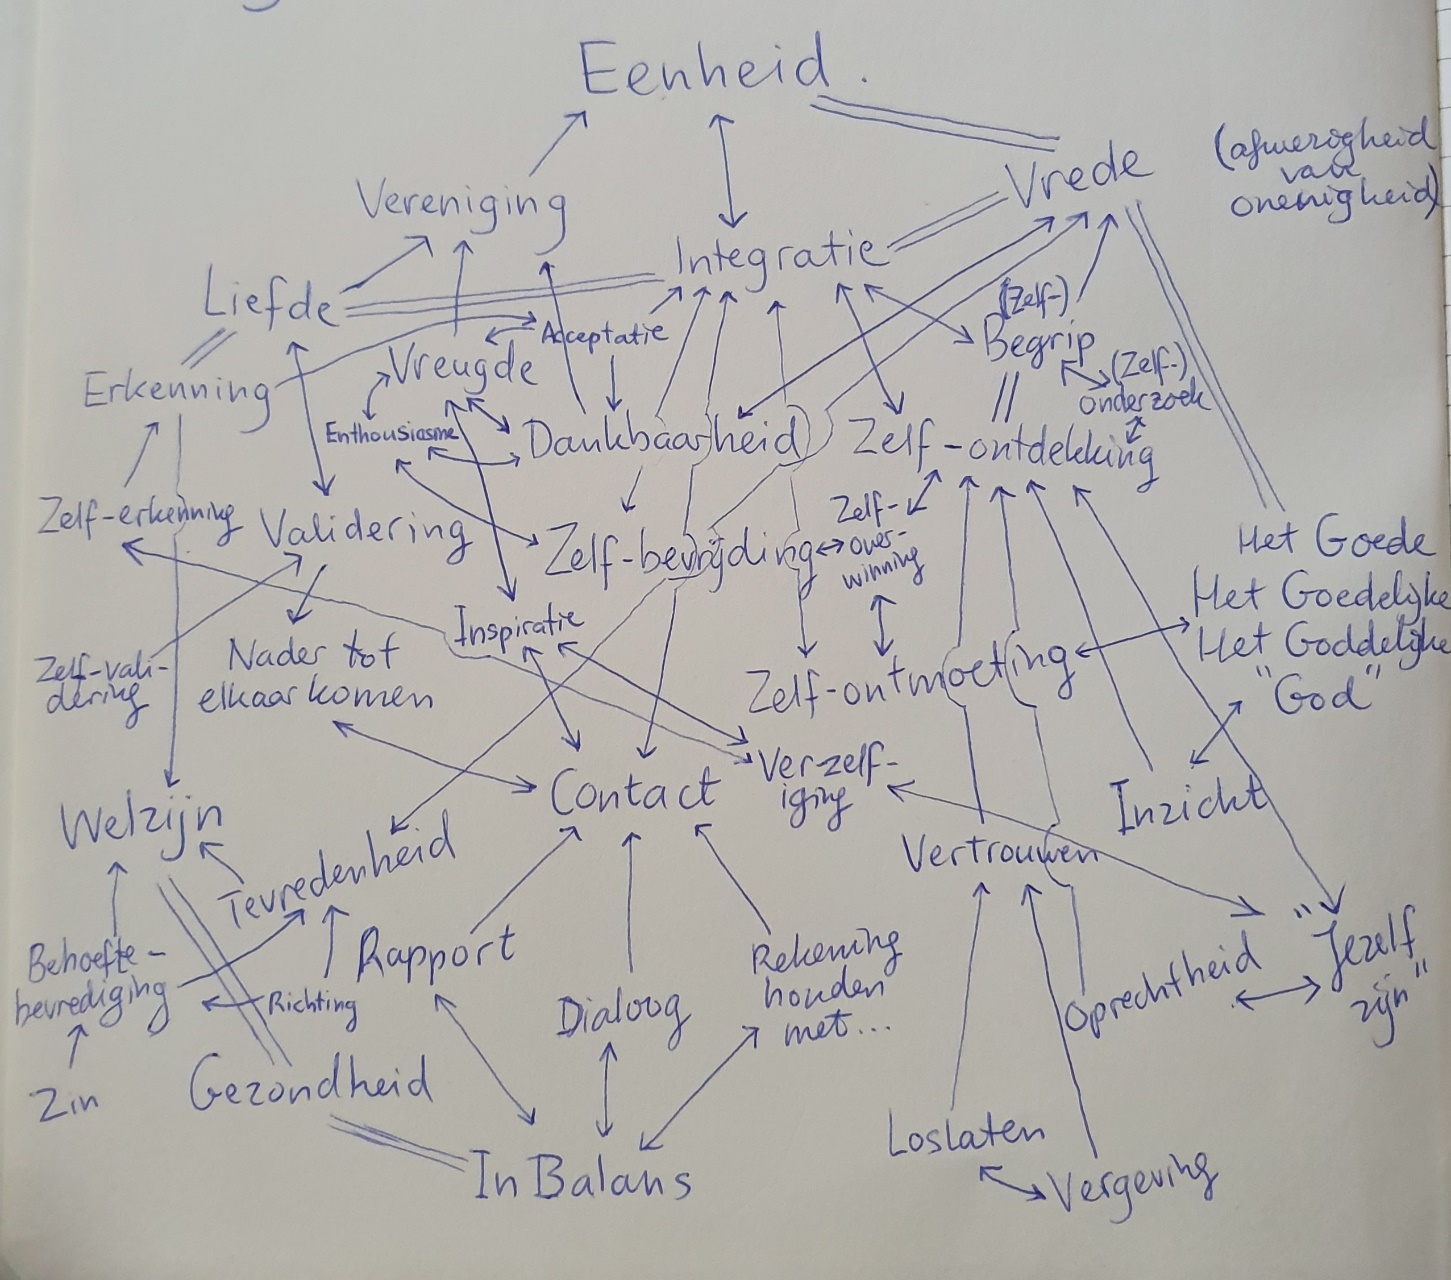 Eenheid.
Vrede
(afwezigheid
van
onenigheid)
Vereniging
Integratie
Liefde
(Zelf-)
Begrip
Acceptatie
Vreugde
(Zelf-)
onderzoek
Erkenning
Enthousiasme
Dankbaarheid
Zelf-ontdekking
Zelf-erkenning
Validering
Zelf-bevrijding
Zelf-
over-
winning
Het Goede
Het Goedelijke
Het Goddelijke
"God"
Inspiratie
Nader tot
elkaar komen
Zelf-vali-
dering
Zelf-ontmoeting
Contact
Verzelf-
iging
Inzicht
Welzijn
Tevredenheid
Vertrouwen
Rapport
Rekening
houden
met...
"Jezelf
zijn"
Oprechtheid
Behoefte-
bevrediging
Richting
Dialoog
Zin
Gezondheid
Loslaten
In Balans
Vergeving